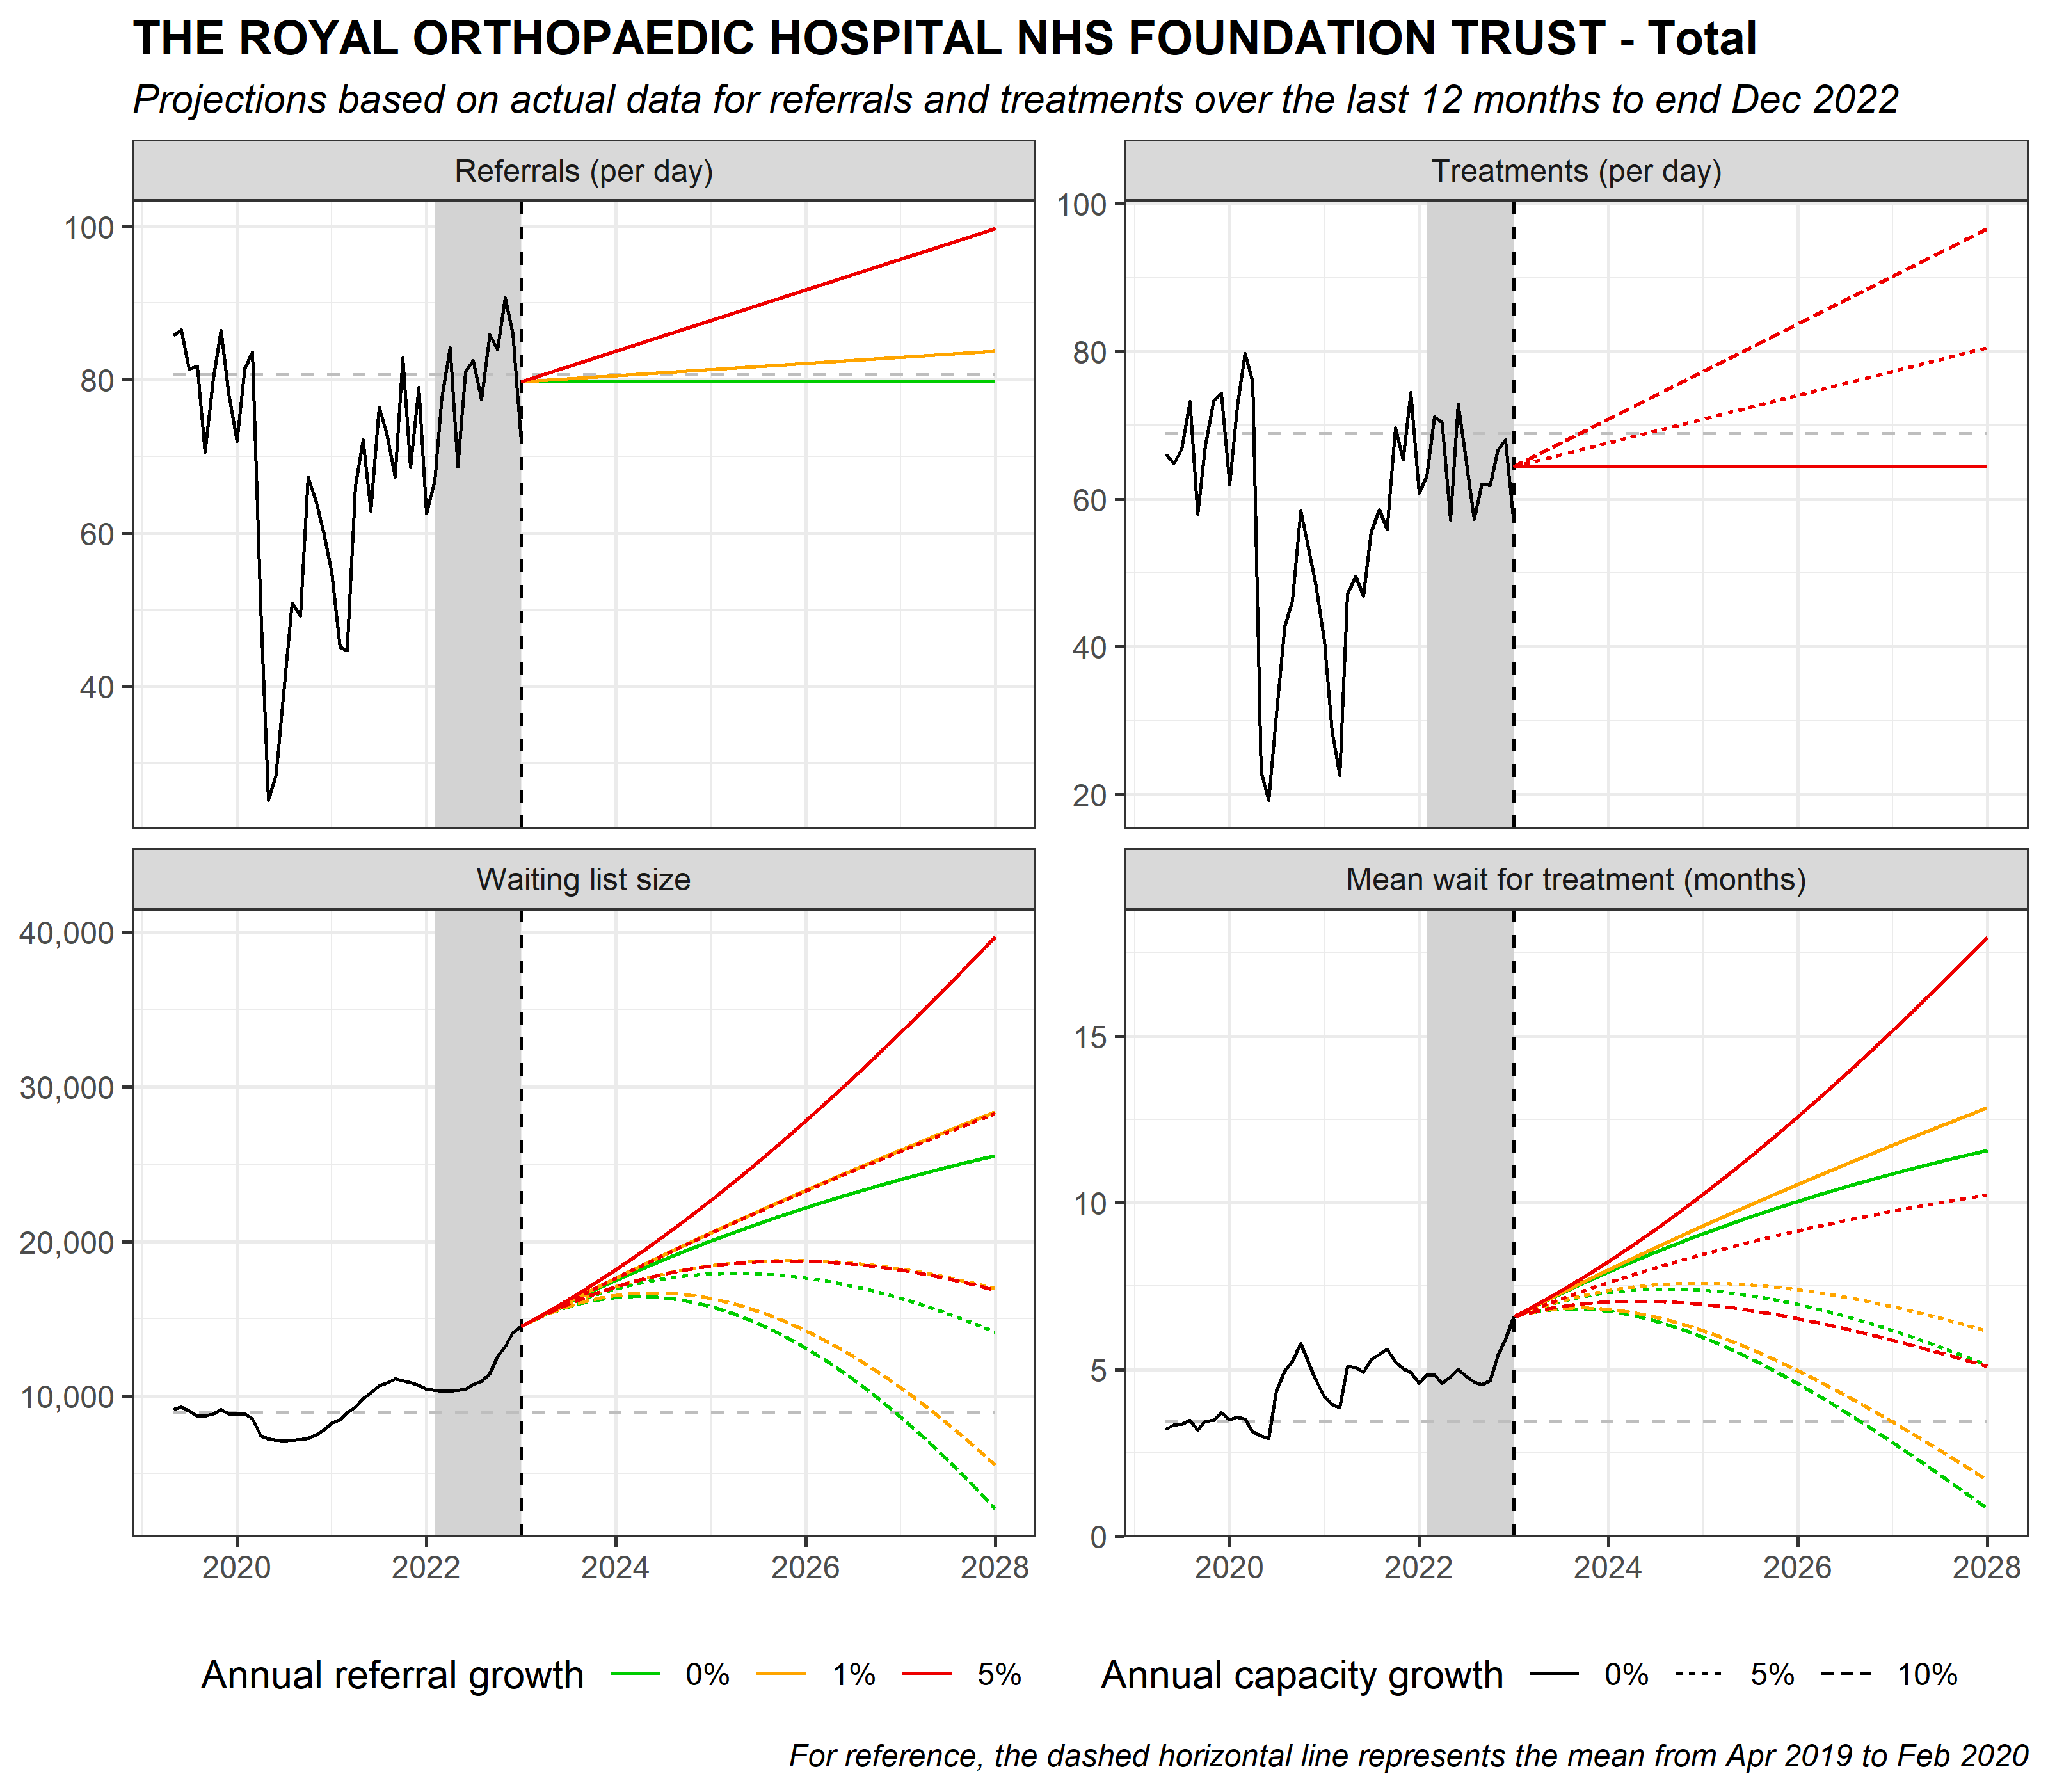 THE ROYAL ORTHOPAEDIC HOSPITAL NHS FOUNDATION TRUST - Total
Projections based on actual data for referrals and treatments over the last 12 months to end Dec 2022
Referrals (per day)
100
80
60
40
Treatments (per day)
100
80
60
40
20
Waiting list size
40,000
30,000
20,000
10,000
2020 2022 2024 2026 2028
Mean wait for treatment (months)
15
10
5
0
2020 2022 2024 2026 2028
Annual referral growth 0% 1% 5%
Annual capacity growth 0% 5% 10%
For reference, the dashed horizontal line represents the mean from Apr 2019 to Feb 2020